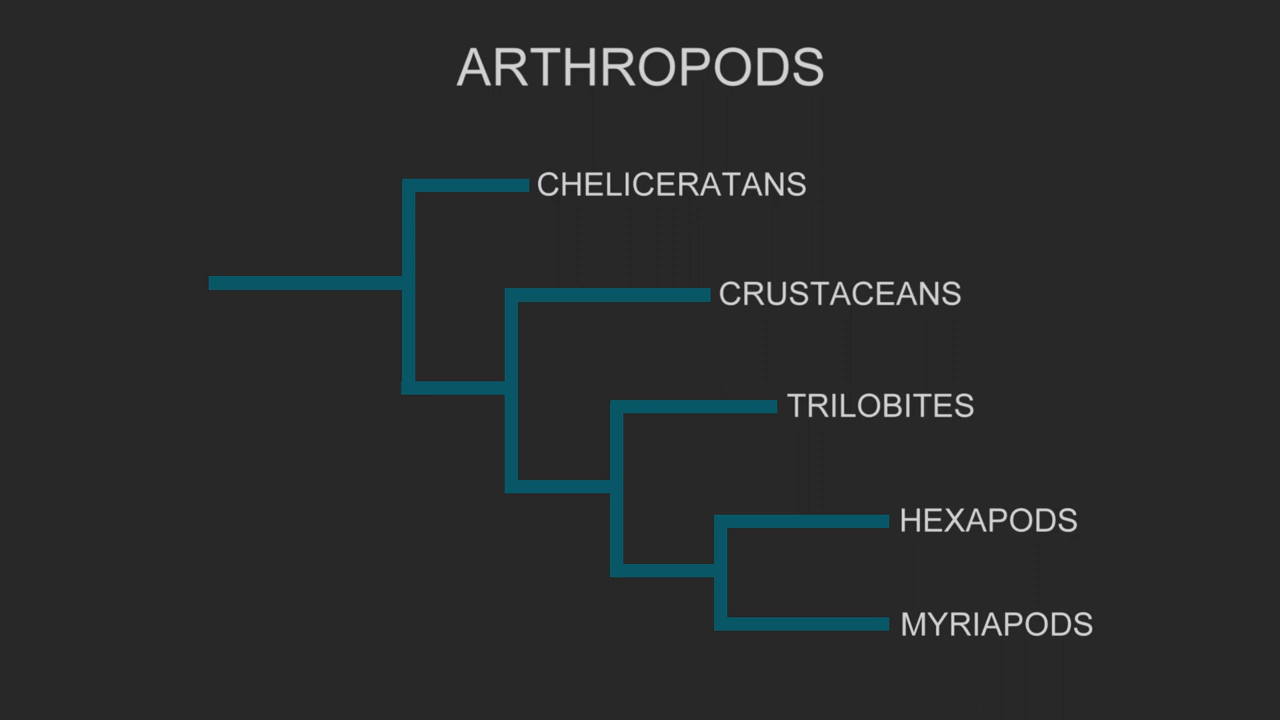 ARTHROPODS
CHELICERATANS
CRUSTACEANS
TRILOBITES
HEXAPODS
MYRIAPODS